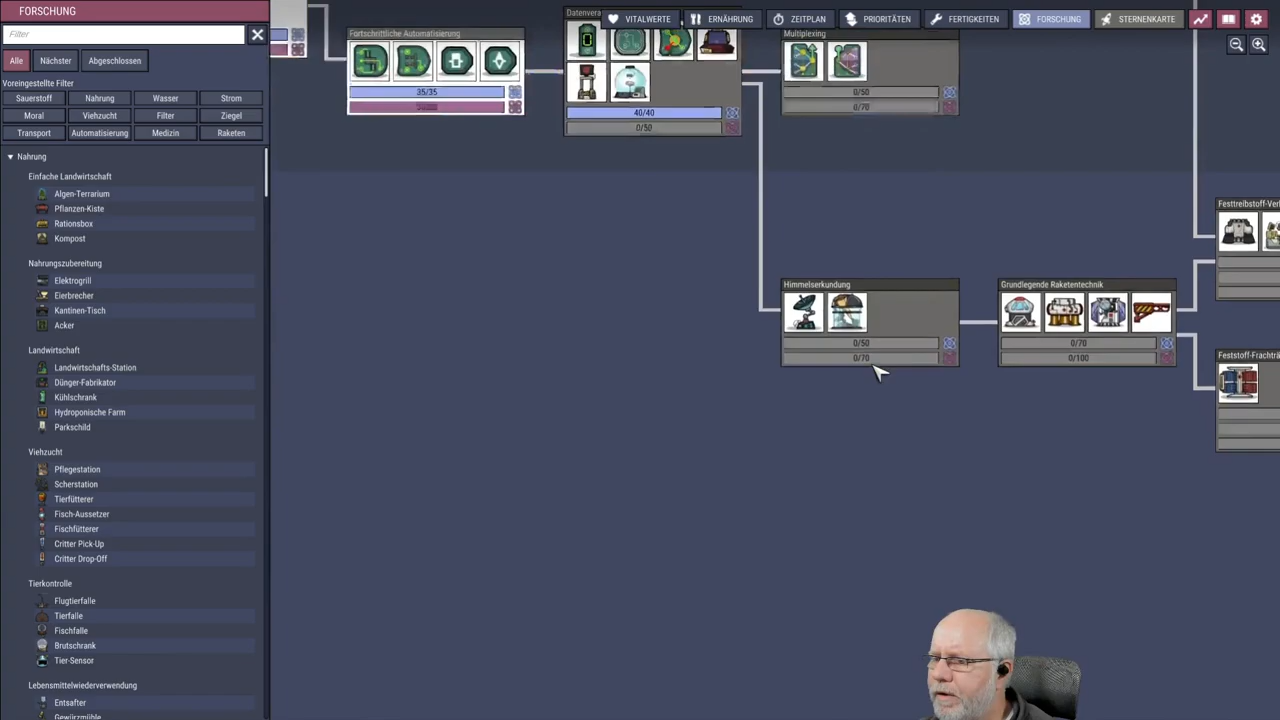 FORSCHUNG
Filter
Alle
Nächster
Abgeschlossen
Voreingestellte Filter
Sauerstoff
Nahrung
Wasser
Strom
Moral
Viehzucht
Filter
Ziegel
Transport
Automatisierung
Medizin
Raketen
Nahrung
Einfache Landwirtschaft
Algen-Terrarium
Pflanzen-Kiste
Rationsbox
Kompost
Nahrungszubereitung
Elektrogrill
Eierbrecher
Kantinen-Tisch
Acker
Landwirtschaft
Landwirtschafts-Station
Dünger-Fabrikator
Kühlschrank
Hydroponische Farm
Parkschild
Viehzucht
Pflegestation
Scherstation
Tierfütterer
Fisch-Aussetzer
Fischfütterer
Critter Pick-Up
Critter Drop-Off
Tierkontrolle
Flugtierfalle
Tierfalle
Fischfalle
Brutschrank
Tier-Sensor
Lebensmittelwiederverwendung
Entsafter
Gewürzmühle
VITALWERTE
ERNÄHRUNG
ZEITPLAN
PRIORITÄTEN
FERTIGKEITEN
FORSCHUNG
STERNENKARTE
Fortschrittliche Automatisierung
35/35
40/40
0/50
Multiplexing
0/50
0/70
Himmelserkundung
0/50
0/70
Grundlegende Raketentechnik
0/70
0/100
Festtreibstoff-Ver
Feststoff-Frachträ